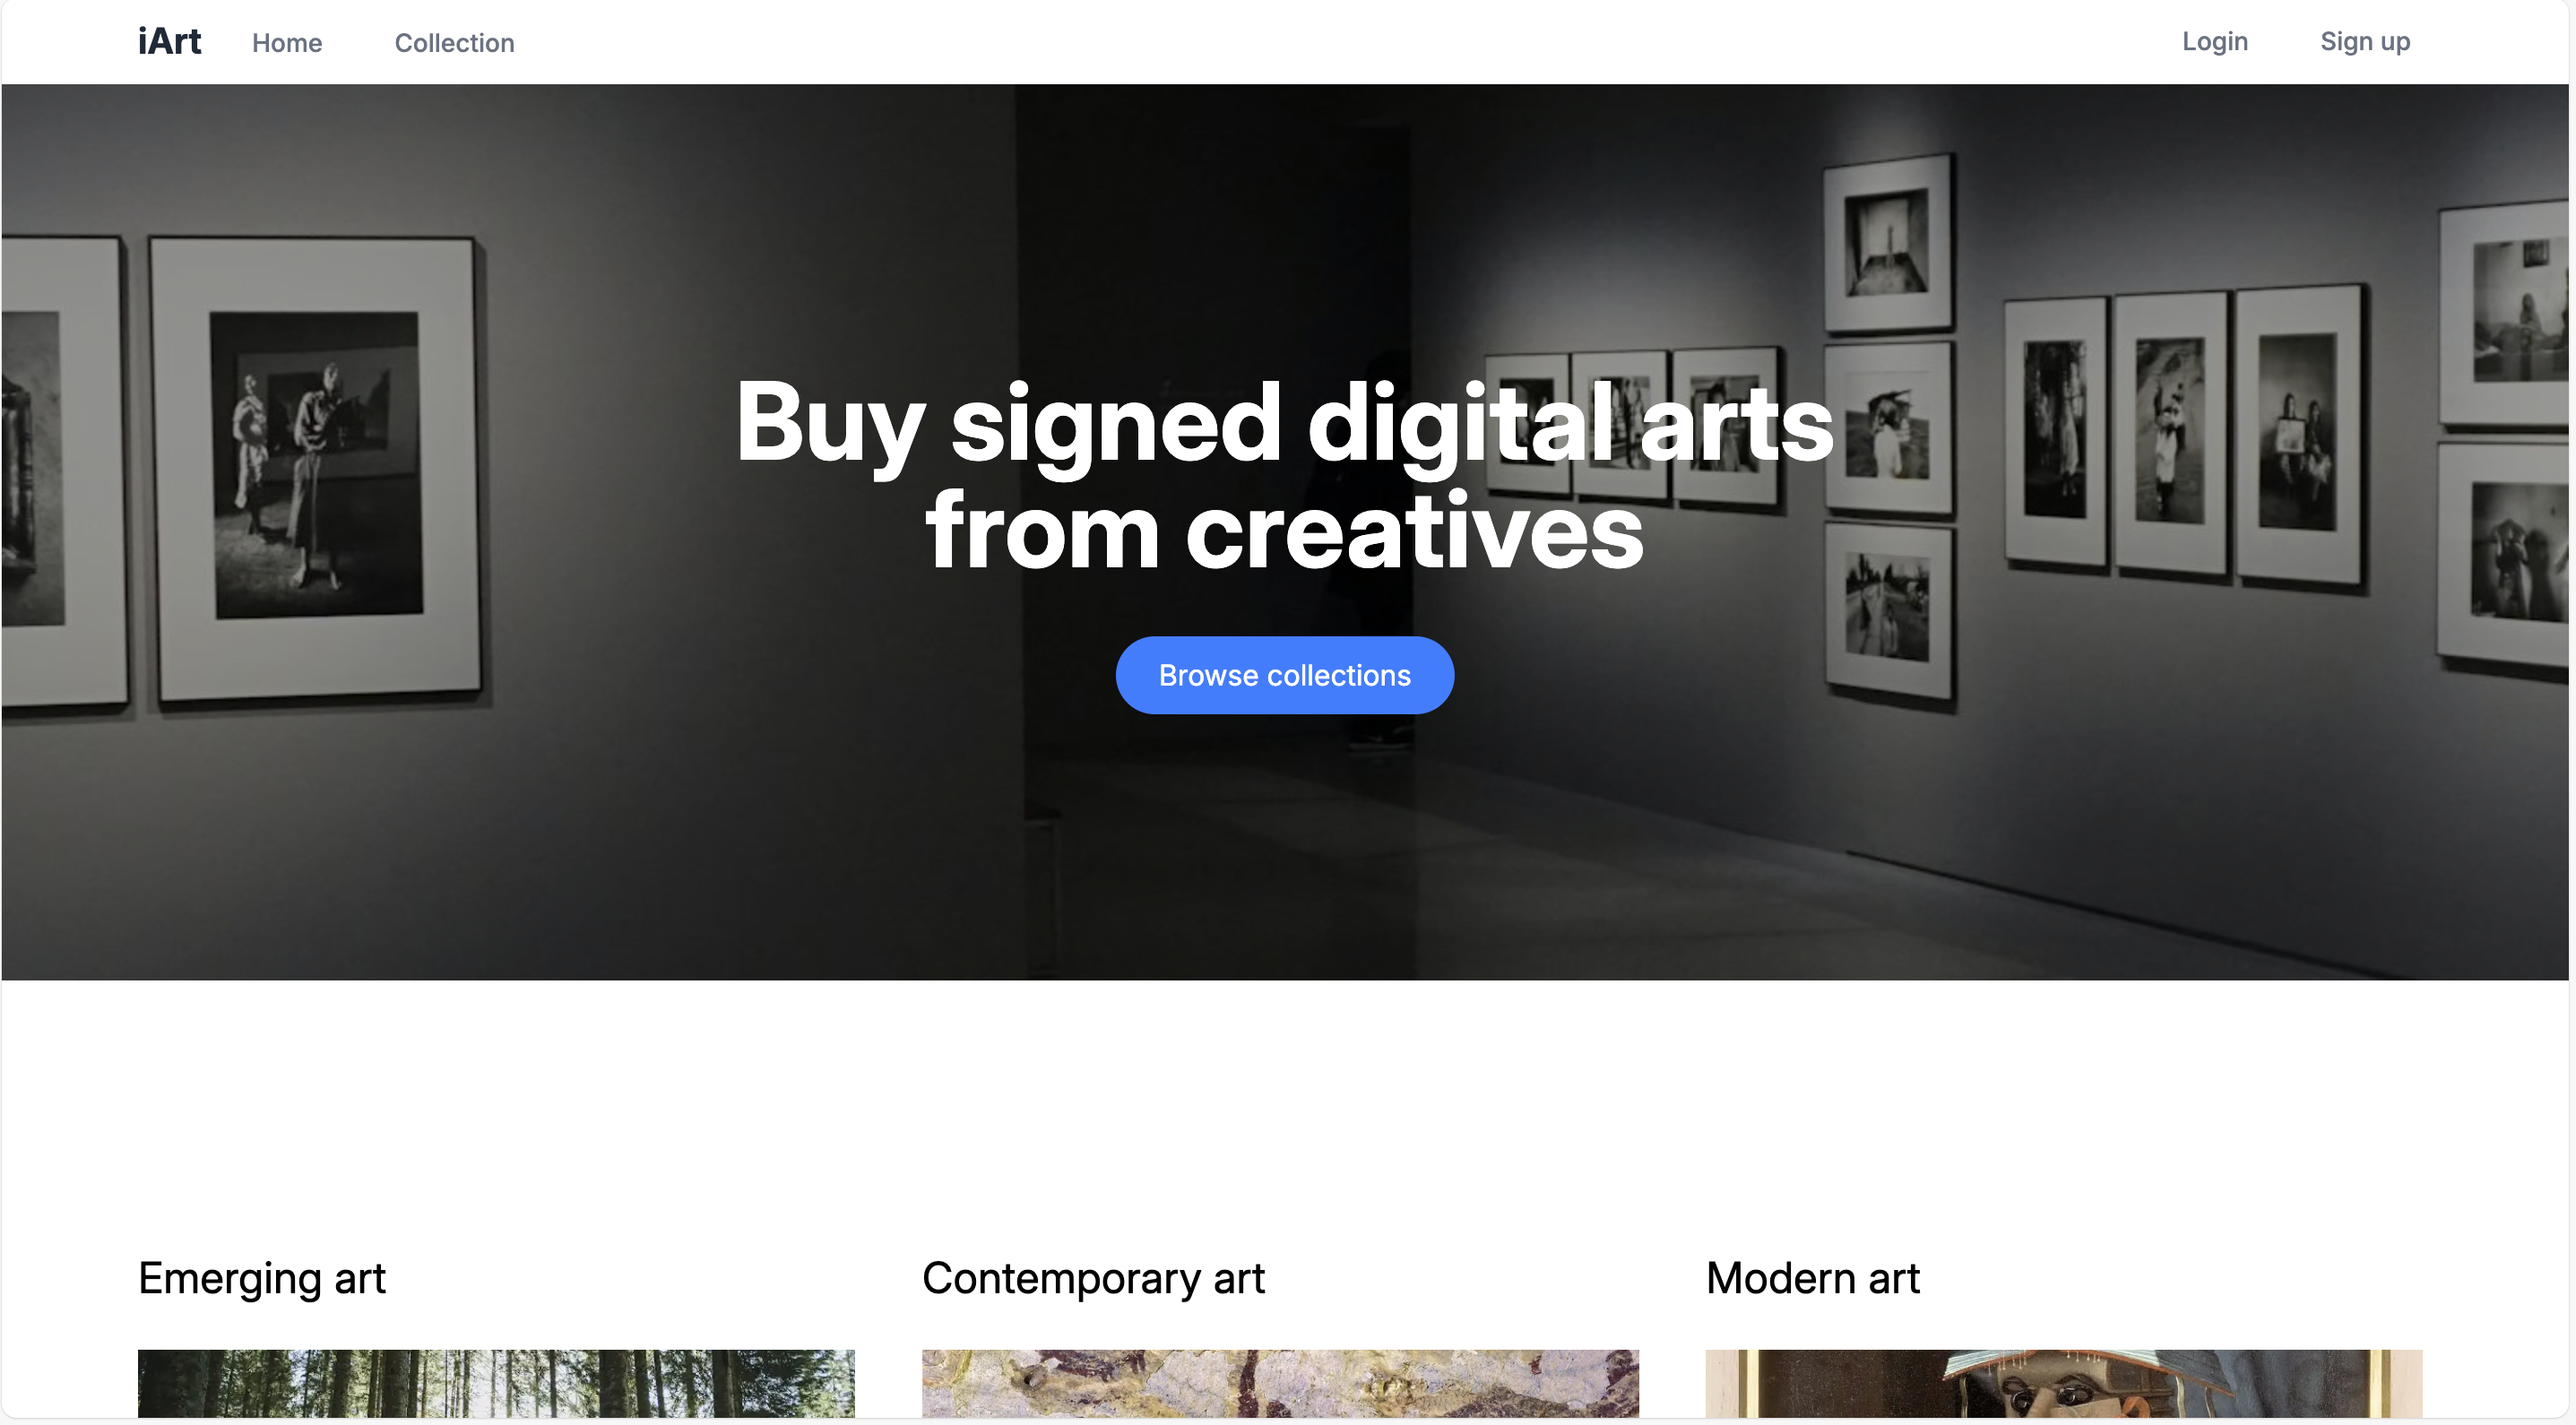 iArt Home Collection Login Sign up
Buy signed digital arts
from creatives
Browse collections
Emerging art Contemporary art Modern art